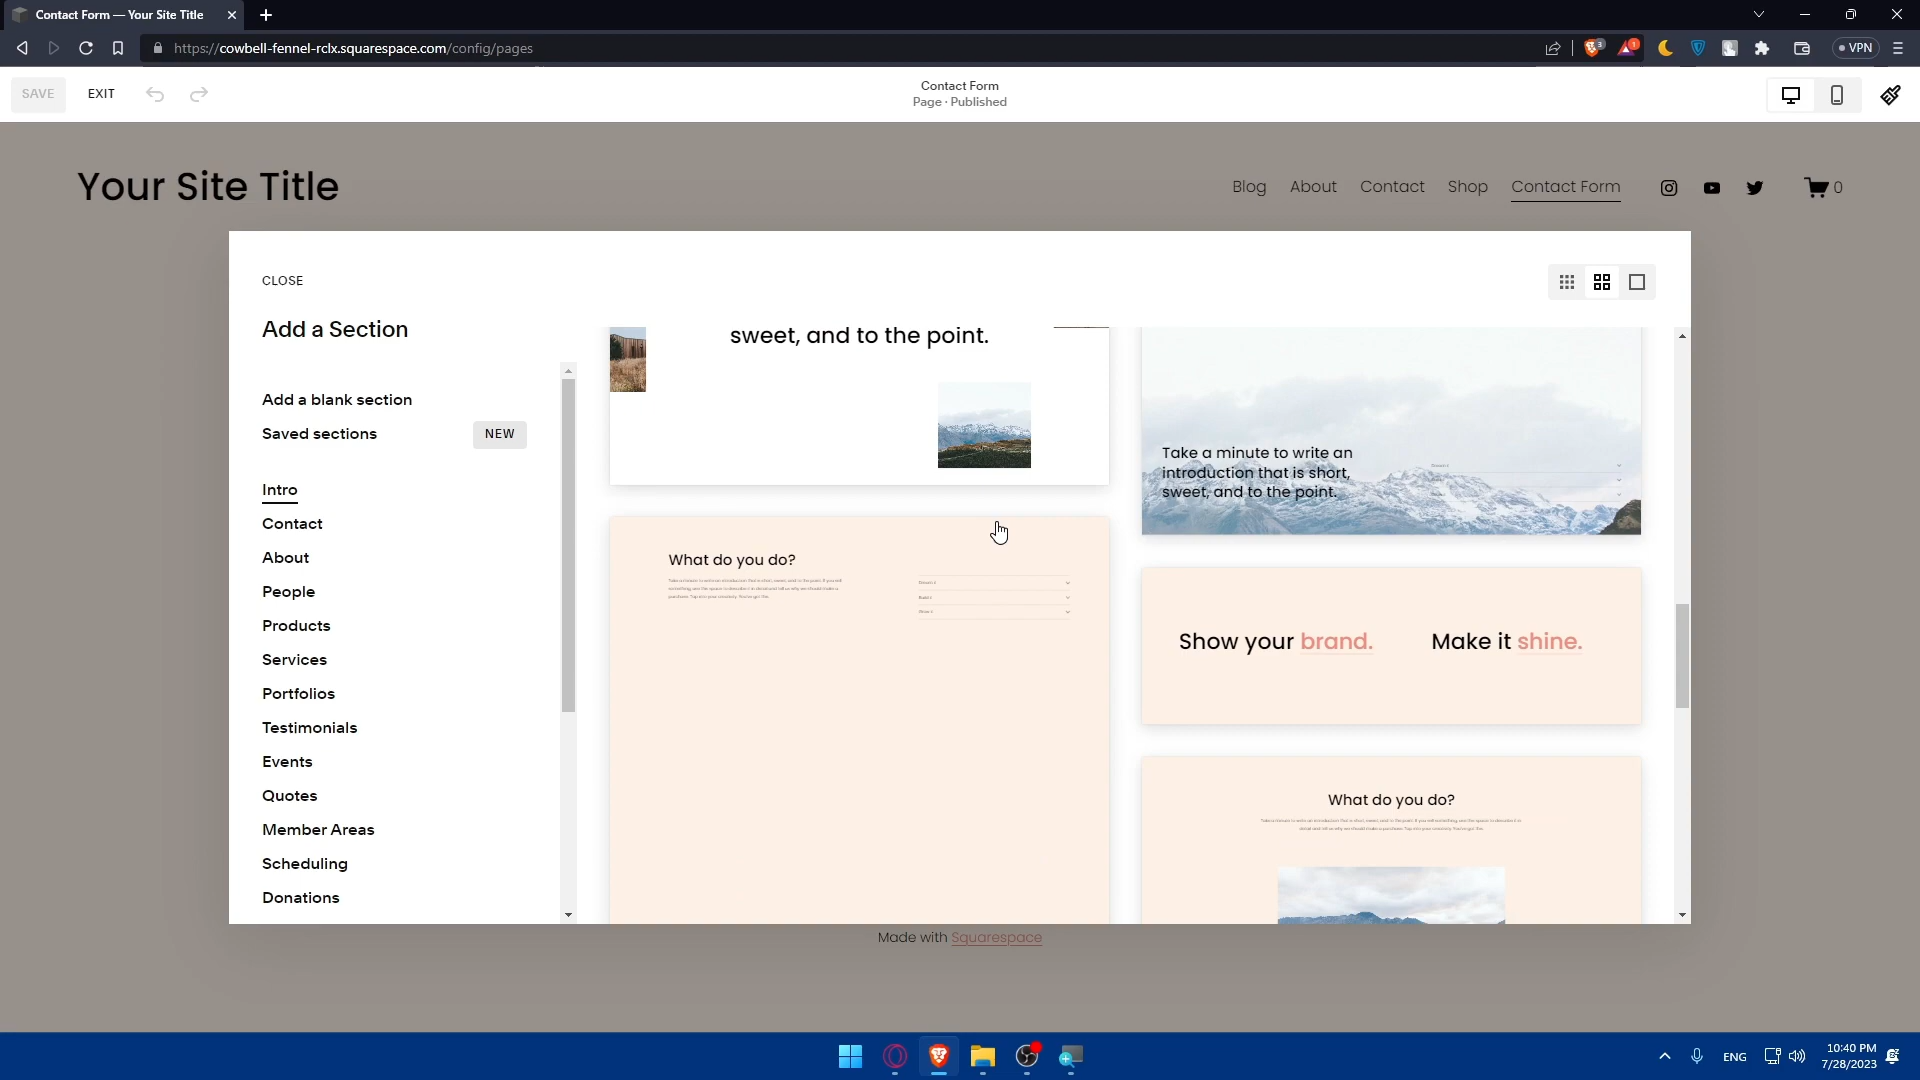 Contact Form — Your Site Title
https://cowbell-fennel-rclx.squarespace.com/config/pages
3
1
VPN
SAVE
EXIT
Contact Form
Page · Published
Your Site Title
Blog
About
Contact
Shop
Contact Form
0
CLOSE
Add a Section
Add a blank section
Saved sections
NEW
Intro
Contact
About
People
Products
Services
Portfolios
Testimonials
Events
Quotes
Member Areas
Scheduling
Donations
sweet, and to the point.
What do you do?
Take a minute to write an
introduction that is short,
sweet, and to the point.
Show your brand.
Make it shine.
What do you do?
Made with Squarespace
ENG
10:40 PM
7/28/2023